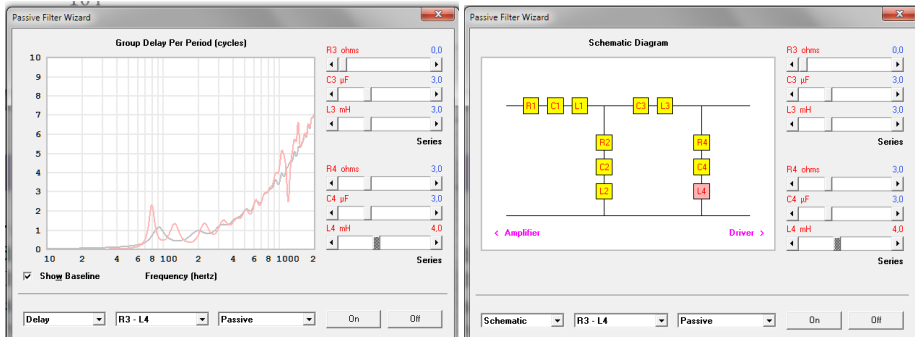 Passive Filter Wizard
Group Delay Per Period (cycles)
10
9
8
7
6
5
4
3
2
1
0
10 2 4 6 8 100 2 4 6 8 1000 2
Show Baseline Frequency (hertz)
R3 ohms 0,0
C3 µF 3,0
L3 mH 3,0
Series
R4 ohms 3,0
C4 µF 3,0
L4 mH 4,0
Series
Delay R3 - L4 Passive On Off
Passive Filter Wizard
Schematic Diagram
R1 C1 L1 C3 L3
R2 R4
C2 C4
L2 L4
< Amplifier Driver >
R3 ohms 0,0
C3 µF 3,0
L3 mH 3,0
Series
R4 ohms 3,0
C4 µF 3,0
L4 mH 4,0
Series
Schematic R3 - L4 Passive On Off